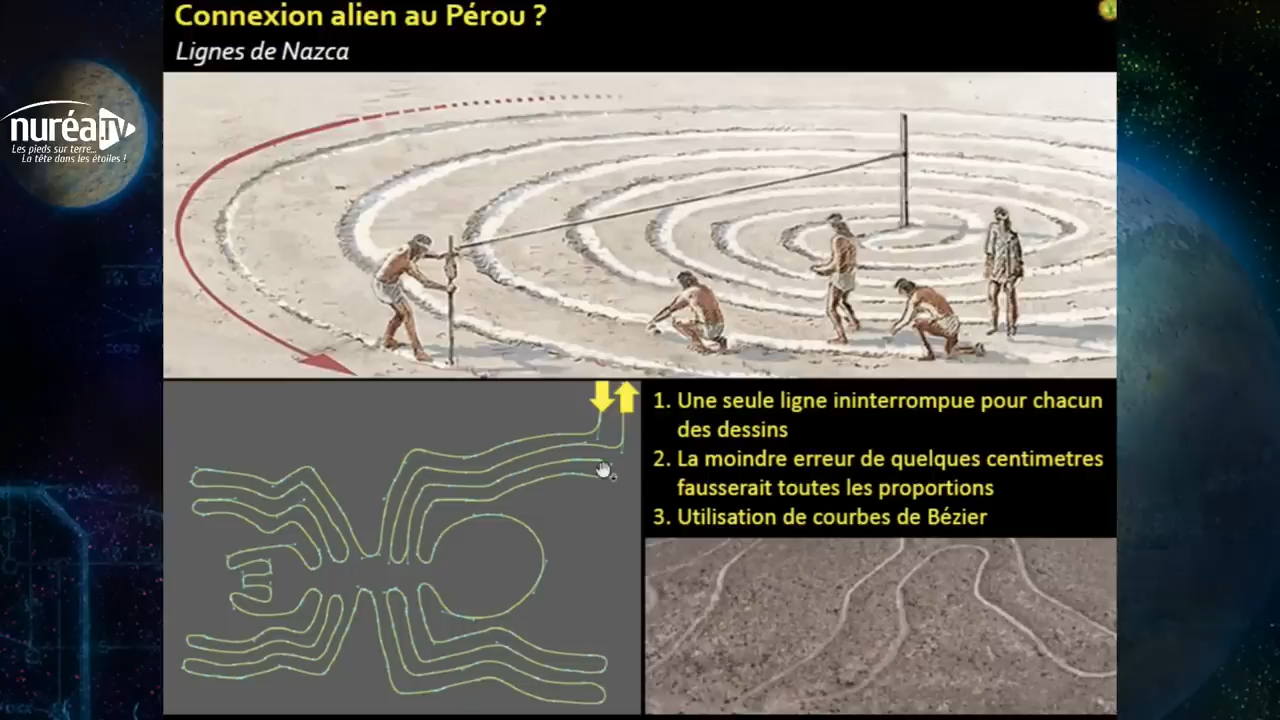 Connexion alien au Pérou ?
Lignes de Nazca
nuréa.tv
Les pieds sur terre...
La tête dans les étoiles !
1. Une seule ligne ininterrompue pour chacun
des dessins
2. La moindre erreur de quelques centimetres
fausserait toutes les proportions
3. Utilisation de courbes de Bézier